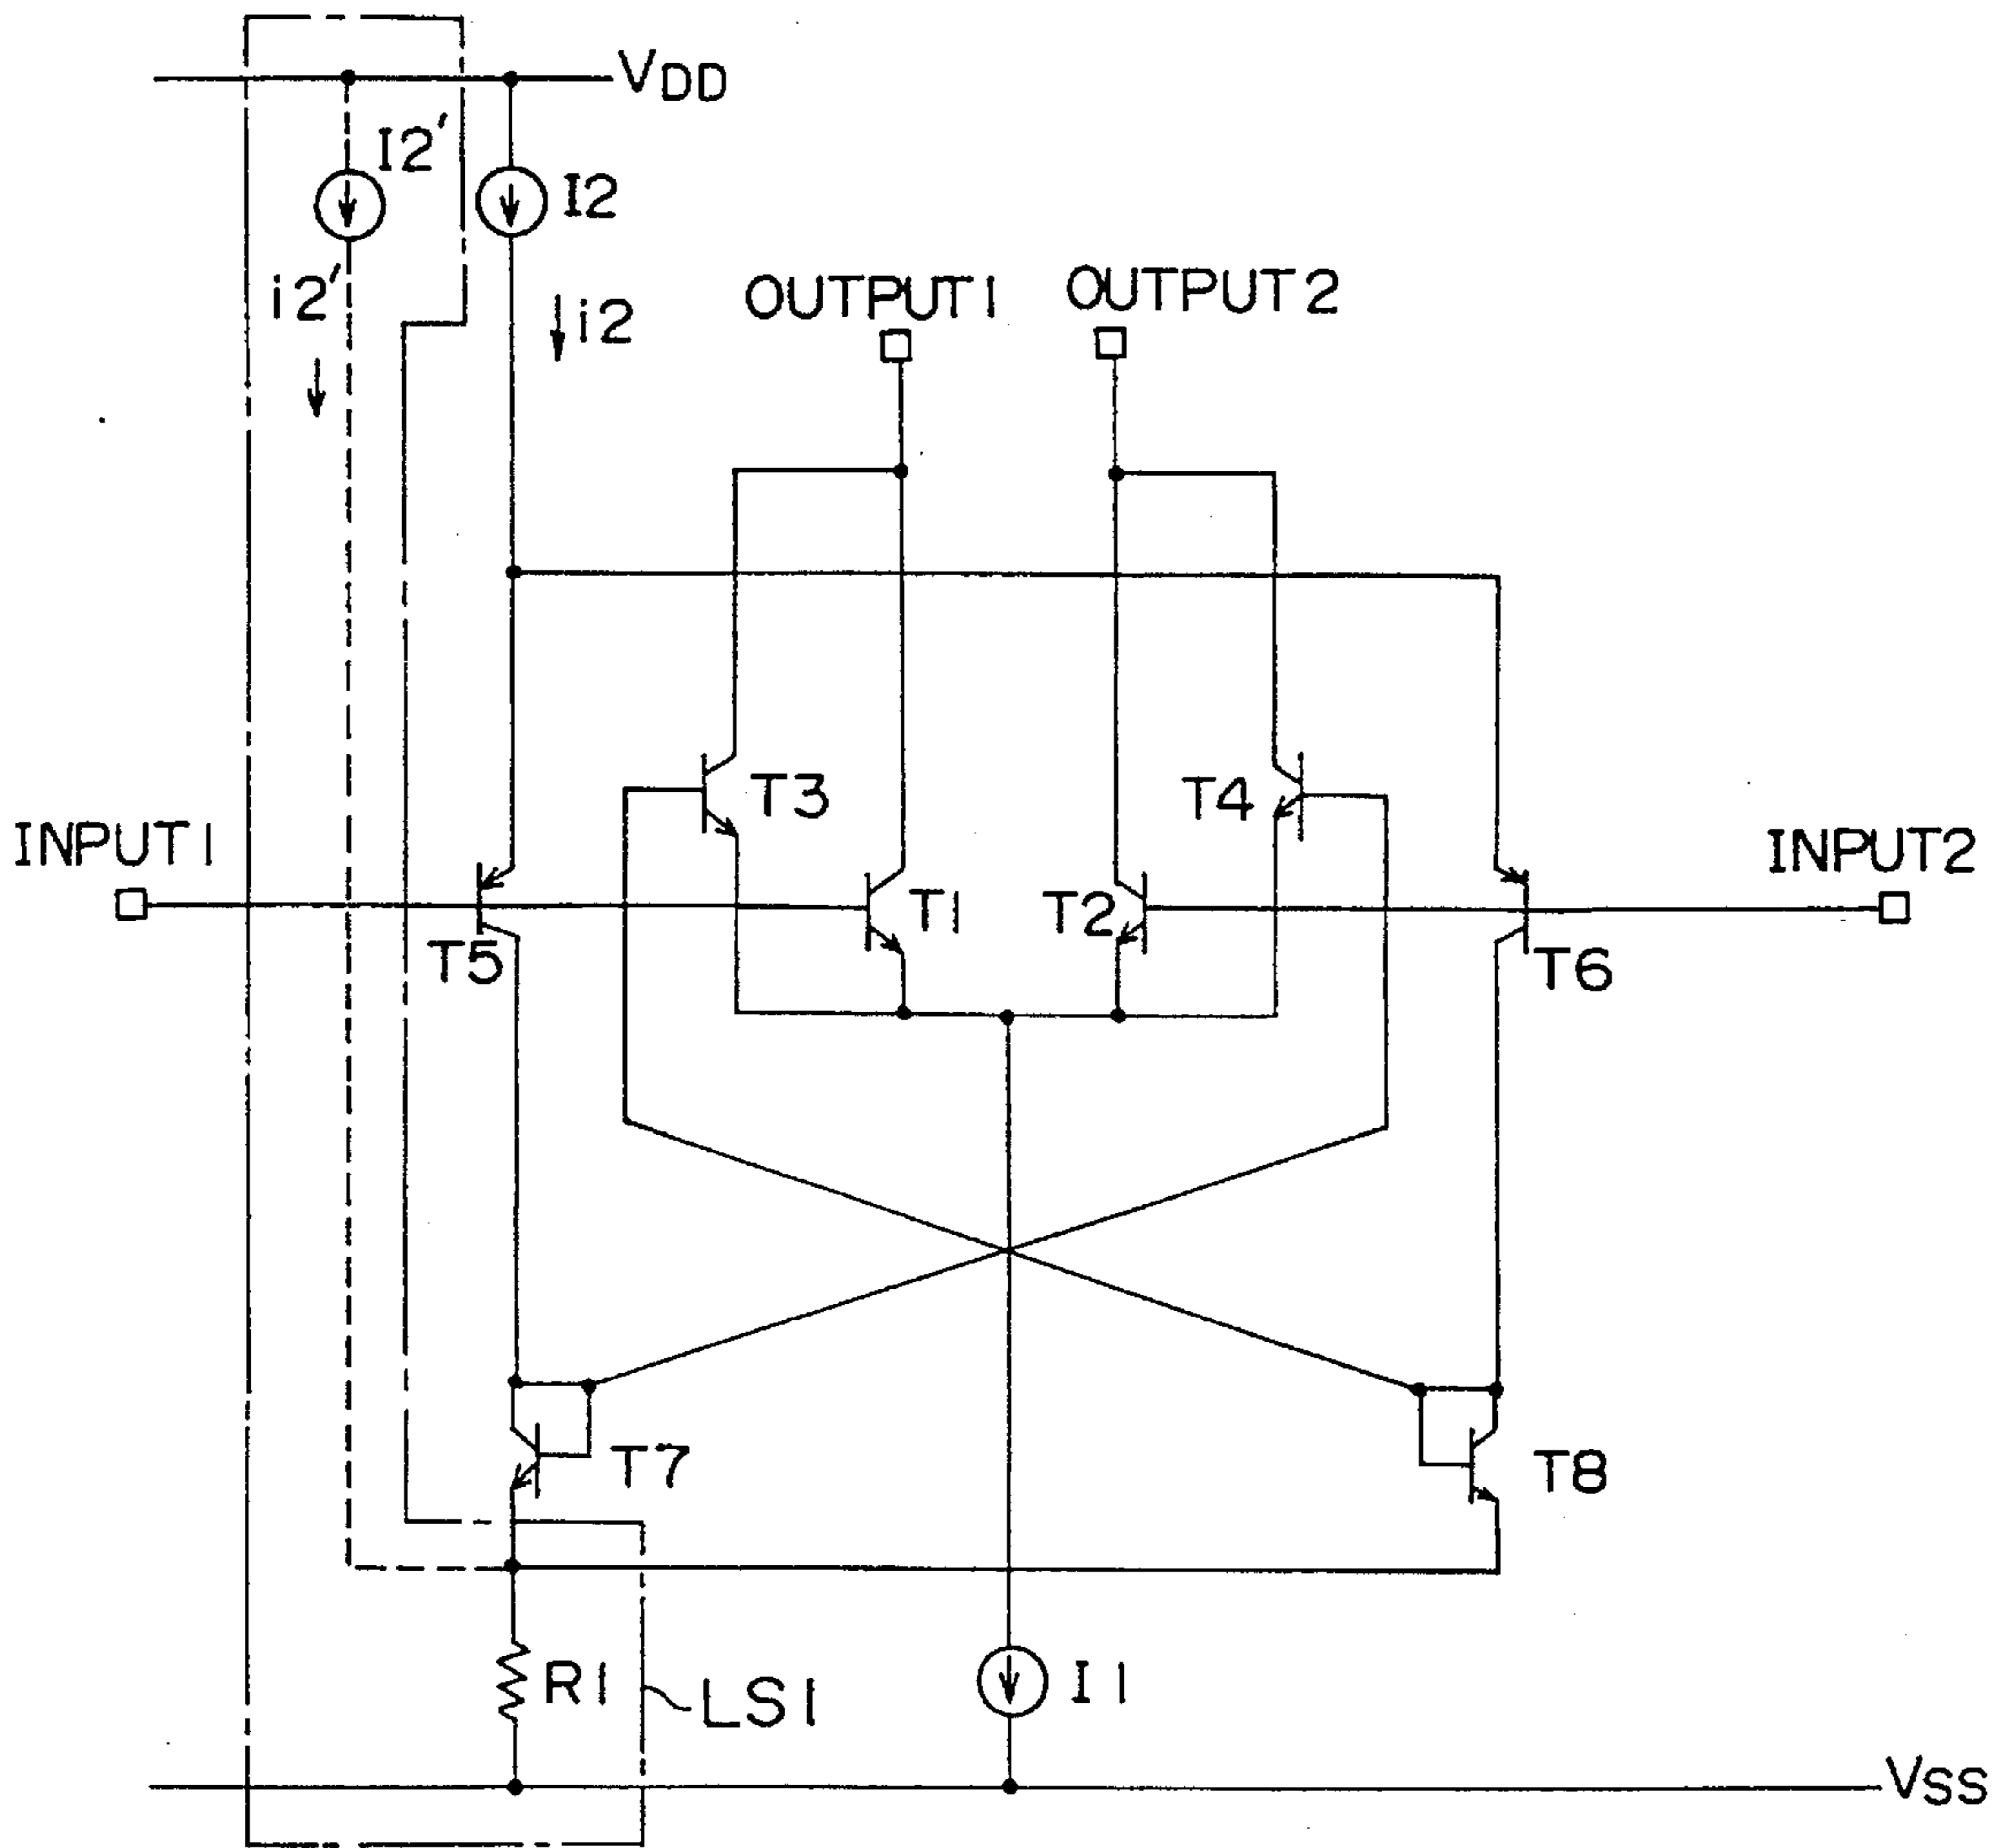 VDD
I2'
I2
i2'
i2
OUTPUT1
OUTPUT2
T3
T4
INPUT1
INPUT2
T1
T2
T5
T6
T7
T8
R1
LS1
I1
VSS